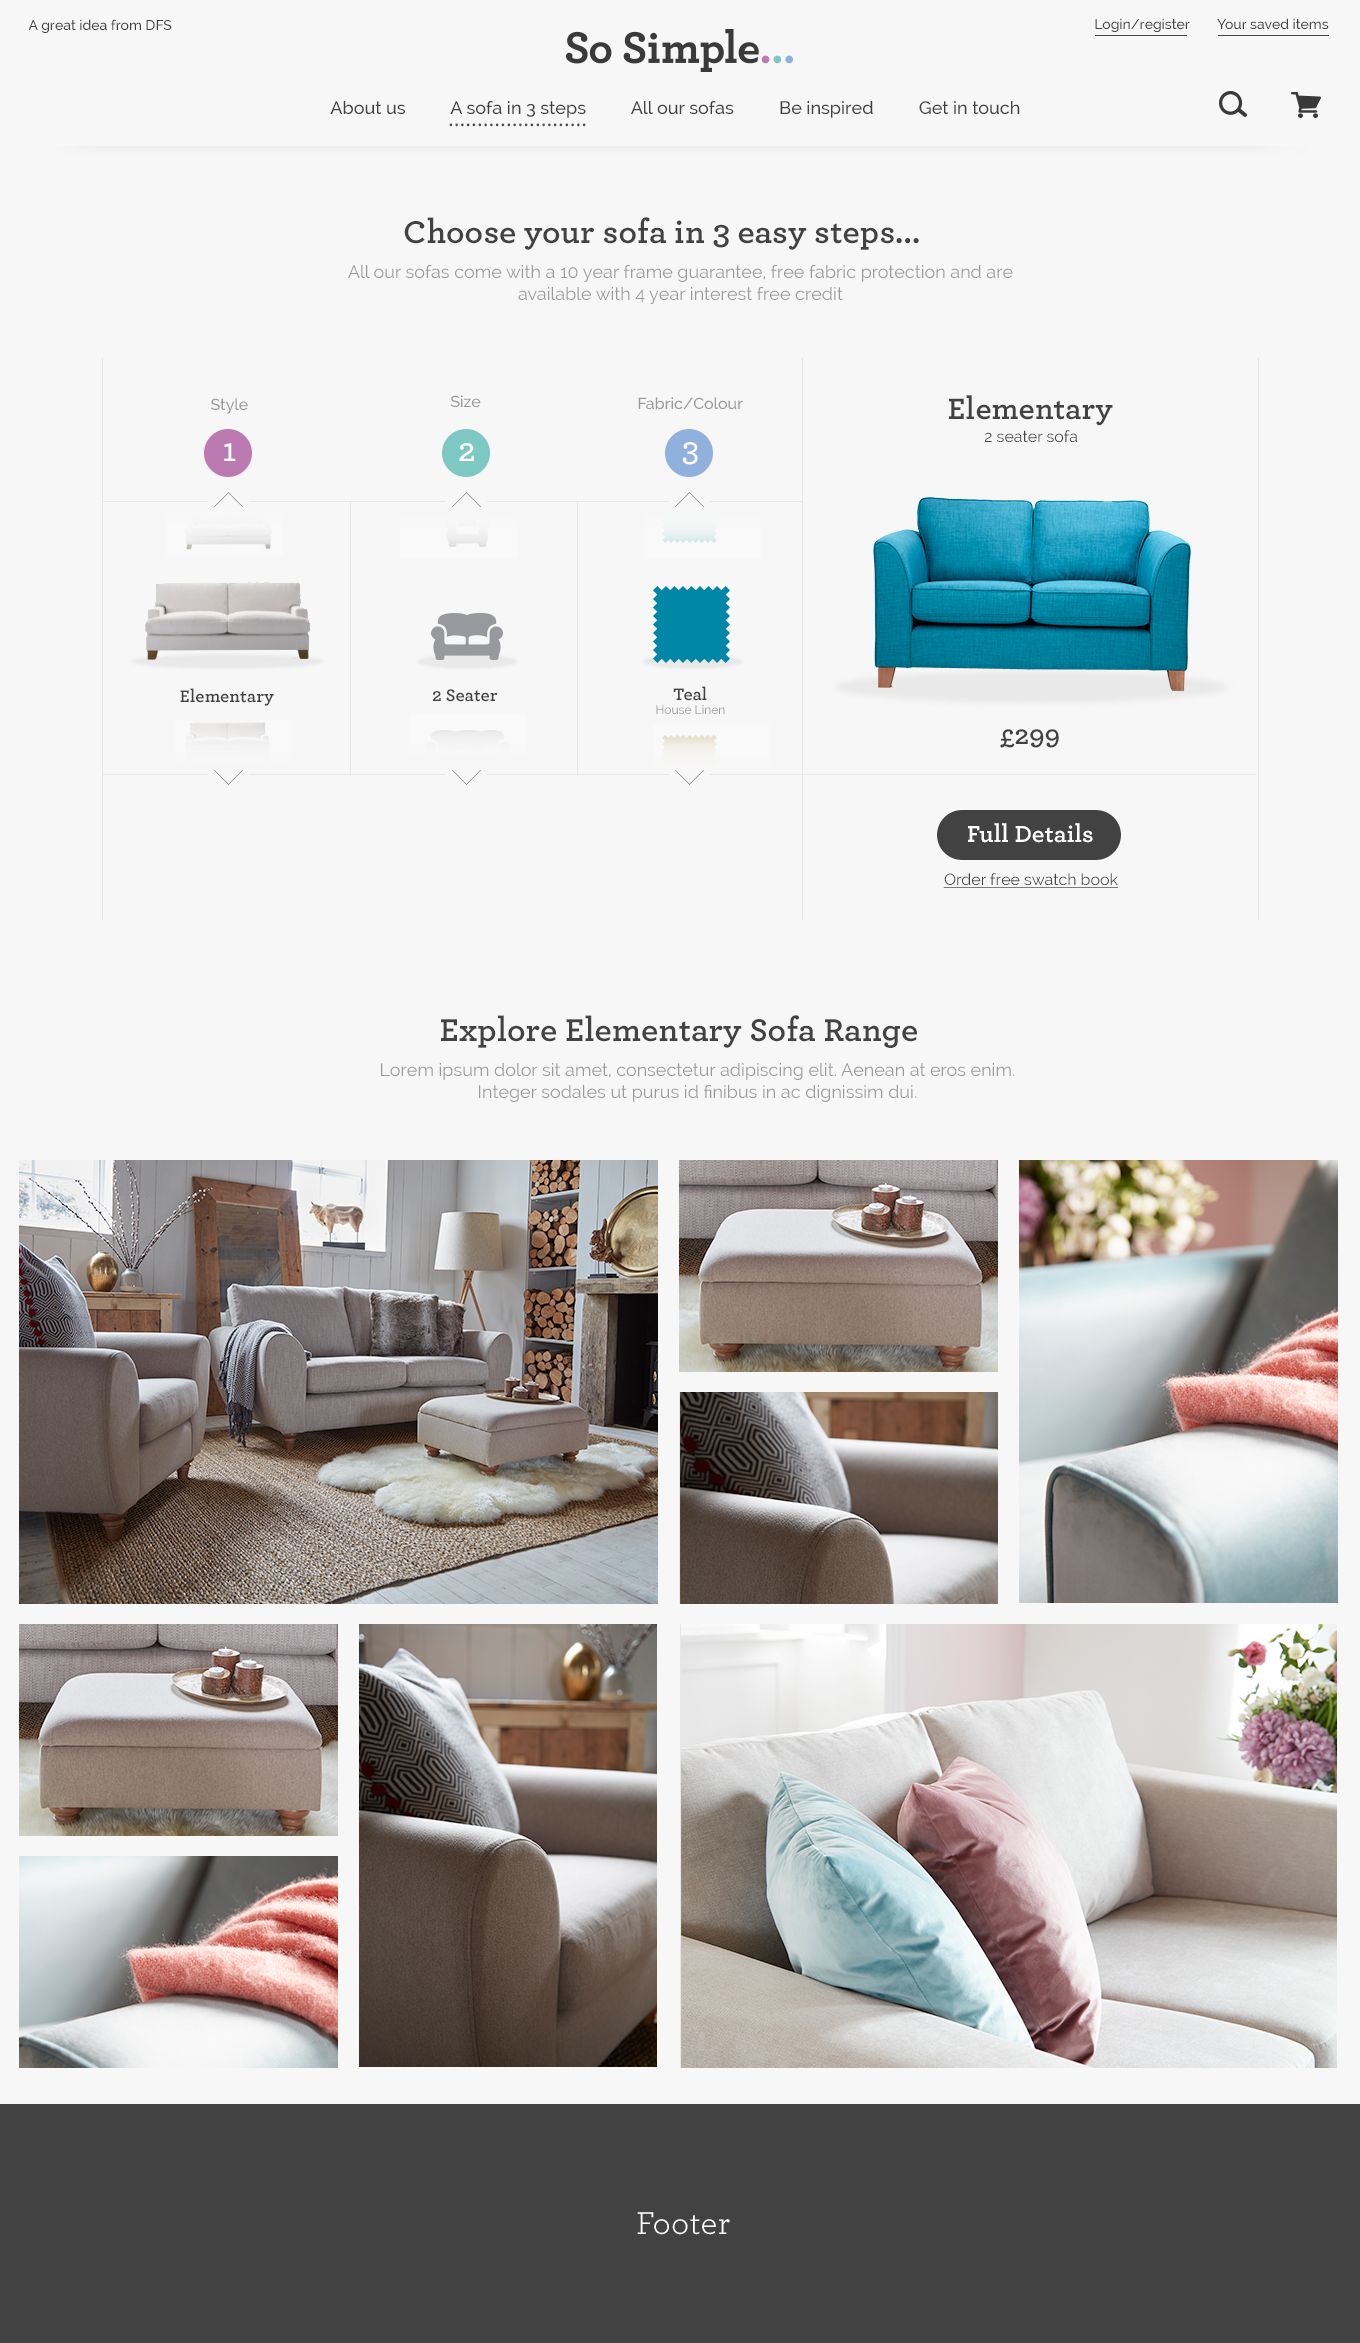 A great idea from DFS
Login/register
Your saved items
So Simple...
About us
A sofa in 3 steps
All our sofas
Be inspired
Get in touch
Choose your sofa in 3 easy steps...
All our sofas come with a 10 year frame guarantee, free fabric protection and are
available with 4 year interest free credit
Style
Size
Fabric/Colour
1
2
3
Elementary
2 Seater
Teal
House Linen
Elementary
2 seater sofa
£299
Full Details
Order free swatch book
Explore Elementary Sofa Range
Lorem ipsum dolor sit amet, consectetur adipiscing elit. Aenean at eros enim.
Integer sodales ut purus id finibus in ac dignissim dui.
Footer